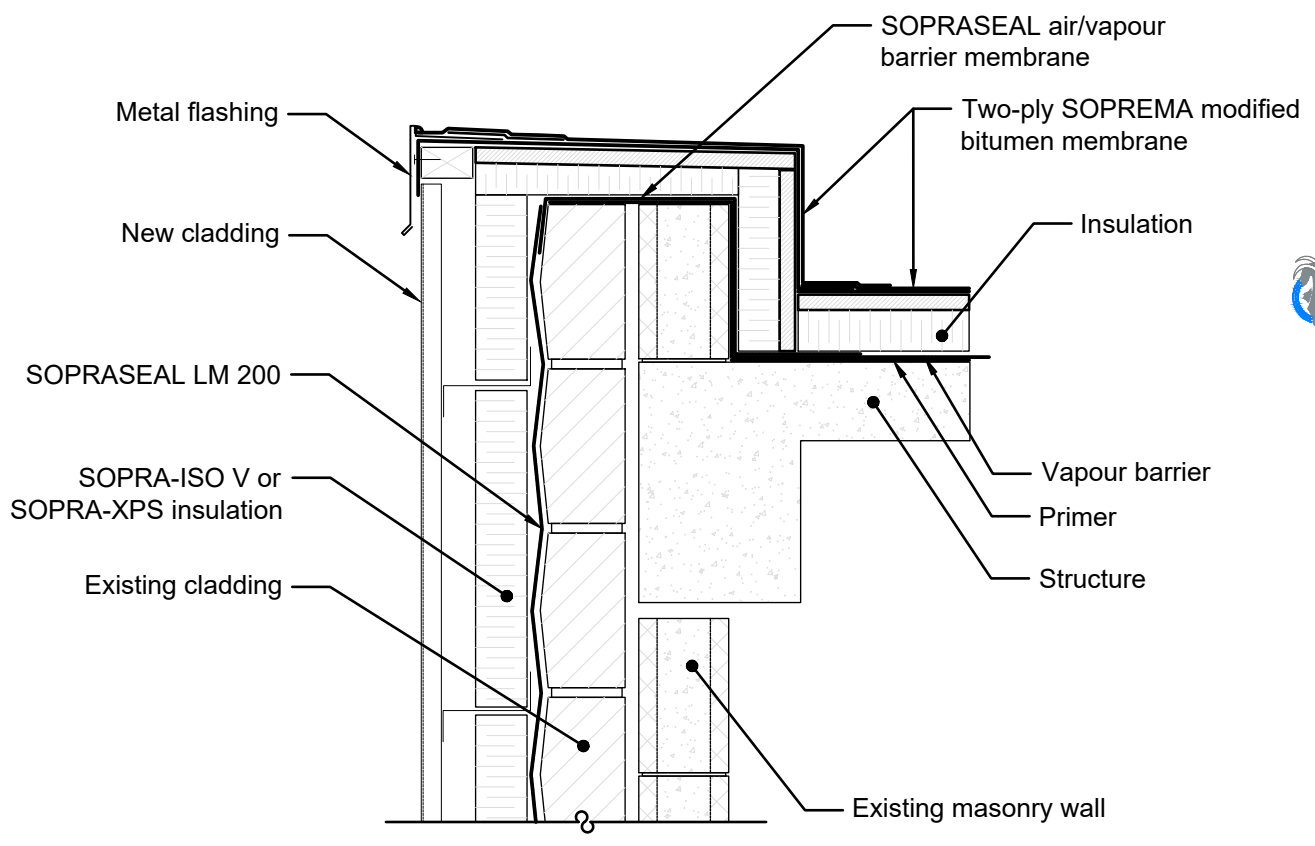 SOPRASEAL air/vapour
barrier membrane
Metal flashing
Two-ply SOPREMA modified
bitumen membrane
New cladding
Insulation
SOPRASEAL LM 200
SOPRA-ISO V or
SOPRA-XPS insulation
Vapour barrier
Primer
Existing cladding
Structure
Existing masonry wall